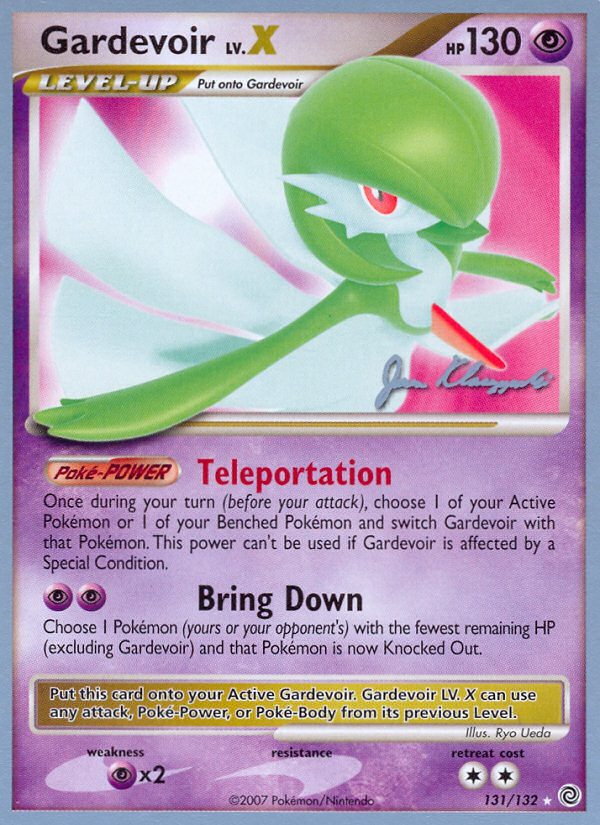 Gardevoir LV.X HP 130
LEVEL-UP Put onto Gardevoir
Poké-POWER Teleportation
Once during your turn (before your attack), choose 1 of your Active
Pokémon or 1 of your Benched Pokémon and switch Gardevoir with
that Pokémon. This power can't be used if Gardevoir is affected by a
Special Condition.
Bring Down
Choose 1 Pokémon (yours or your opponent's) with the fewest remaining HP
(excluding Gardevoir) and that Pokémon is now Knocked Out.
Put this card onto your Active Gardevoir. Gardevoir LV. X can use
any attack, Poké-Power, or Poké-Body from its previous Level.
Illus. Ryo Ueda
weakness resistance retreat cost
x2
©2007 Pokémon/Nintendo 131/132